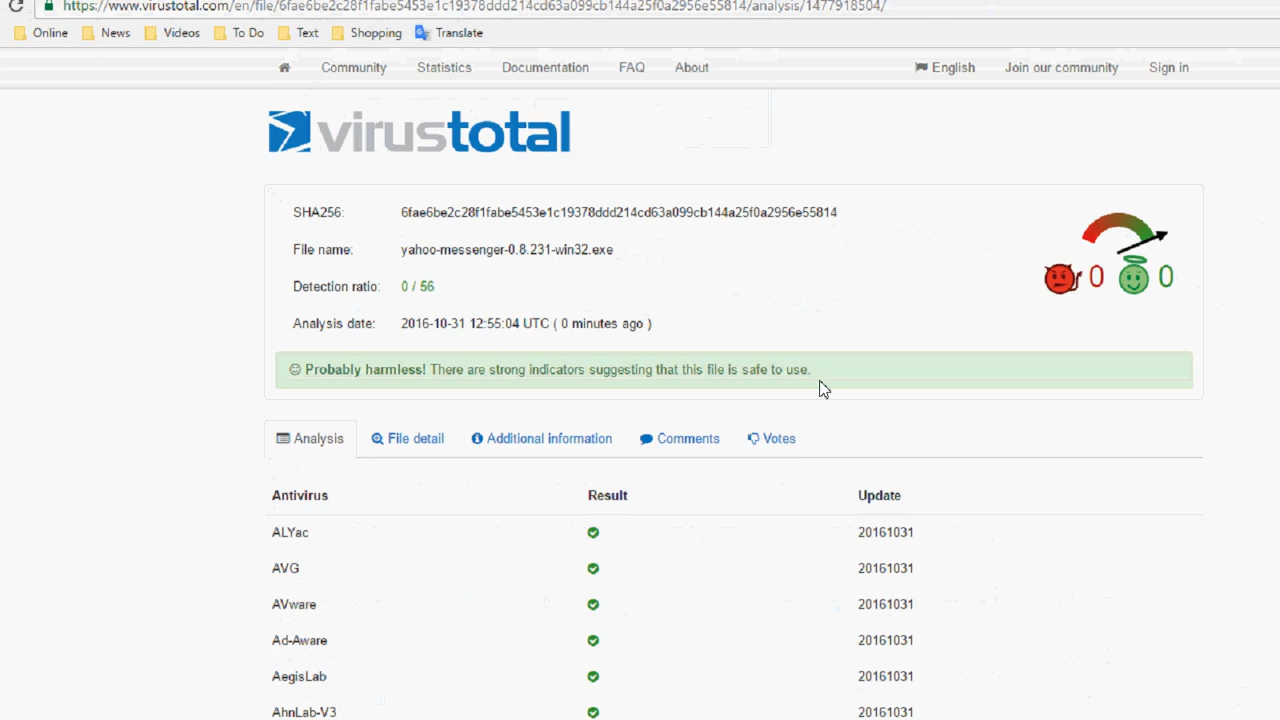 https://www.virustotal.com/en/file/6fae6be2c28f1fabe5453e1c19378ddd214cd63a099cb144a25f0a2956e55814/analysis/1477918504/
Online News Videos To Do Text Shopping Translate
Community Statistics Documentation FAQ About English Join our community Sign in
virustotal
SHA256: 6fae6be2c28f1fabe5453e1c19378ddd214cd63a099cb144a25f0a2956e55814
File name: yahoo-messenger-0.8.231-win32.exe
0 0
Detection ratio: 0 / 56
Analysis date: 2016-10-31 12:55:04 UTC ( 0 minutes ago )
Probably harmless! There are strong indicators suggesting that this file is safe to use.
Analysis File detail Additional information Comments Votes
Antivirus Result Update
ALYac 20161031
AVG 20161031
AVware 20161031
Ad-Aware 20161031
AegisLab 20161031
AhnLab-V3 20161031